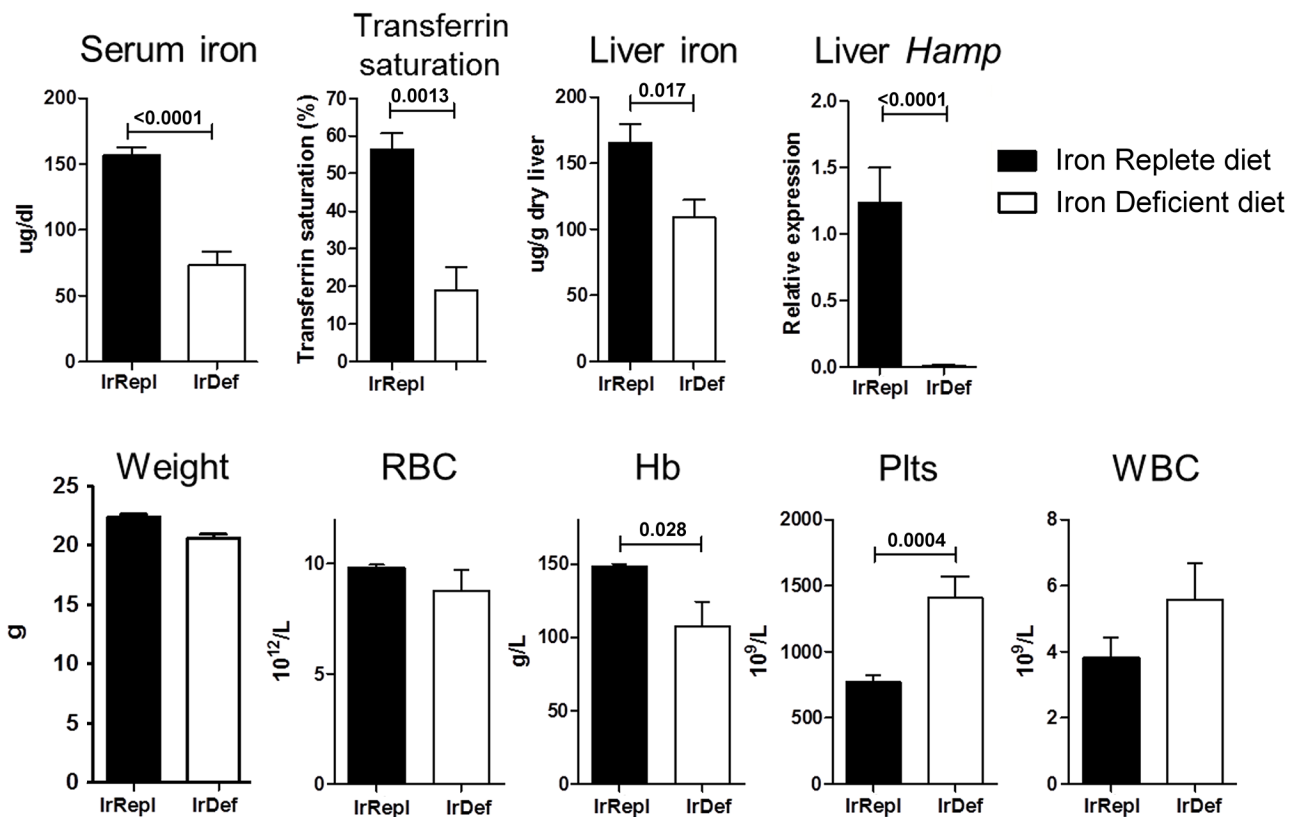 Serum iron
ug/dl
200
150
100
50
0
<0.0001
IrRepl
IrDef
Transferrin
saturation
Transferrin saturation (%)
70
60
50
40
30
20
10
0
0.0013
IrRepl
Liver iron
ug/g dry liver
200
150
100
50
0
0.017
IrRepl
IrDef
Liver Hamp
Relative expression
2.0
1.5
1.0
0.5
0.0
<0.0001
IrRepl
IrDef
Iron Replete diet
Iron Deficient diet
Weight
g
25
20
15
10
5
0
IrRepl
IrDef
RBC
10¹²/L
10
5
0
IrRepl
IrDef
Hb
g/L
150
100
50
0
0.028
IrRepl
IrDef
Plts
10⁹/L
2000
1500
1000
500
0
0.0004
IrRepl
IrDef
WBC
10⁹/L
8
6
4
2
0
IrRepl
IrDef